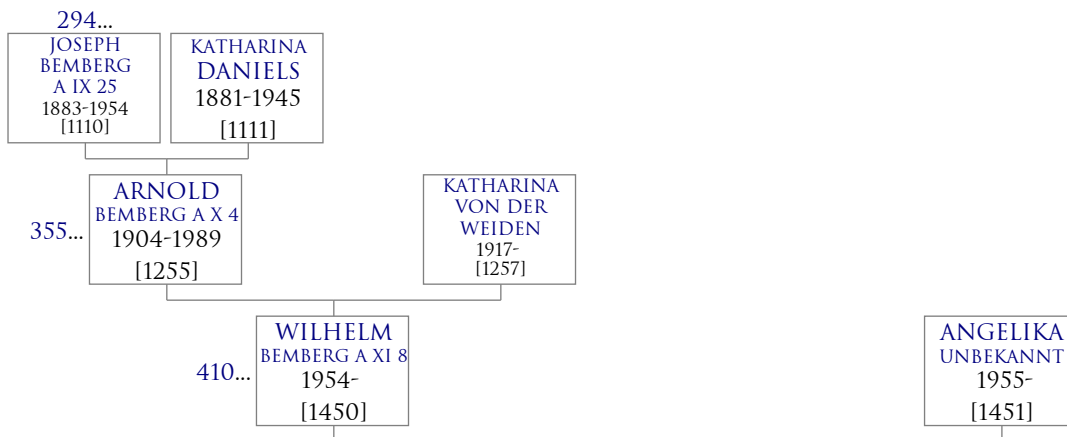 294...
JOSEPH
BEMBERG
A IX 25
1883-1954
[1110]
KATHARINA
DANIELS
1881-1945
[1111]
355...
ARNOLD
BEMBERG A X 4
1904-1989
[1255]
KATHARINA
VON DER
WEIDEN
1917-
[1257]
410...
WILHELM
BEMBERG A XI 8
1954-
[1450]
ANGELIKA
UNBEKANNT
1955-
[1451]